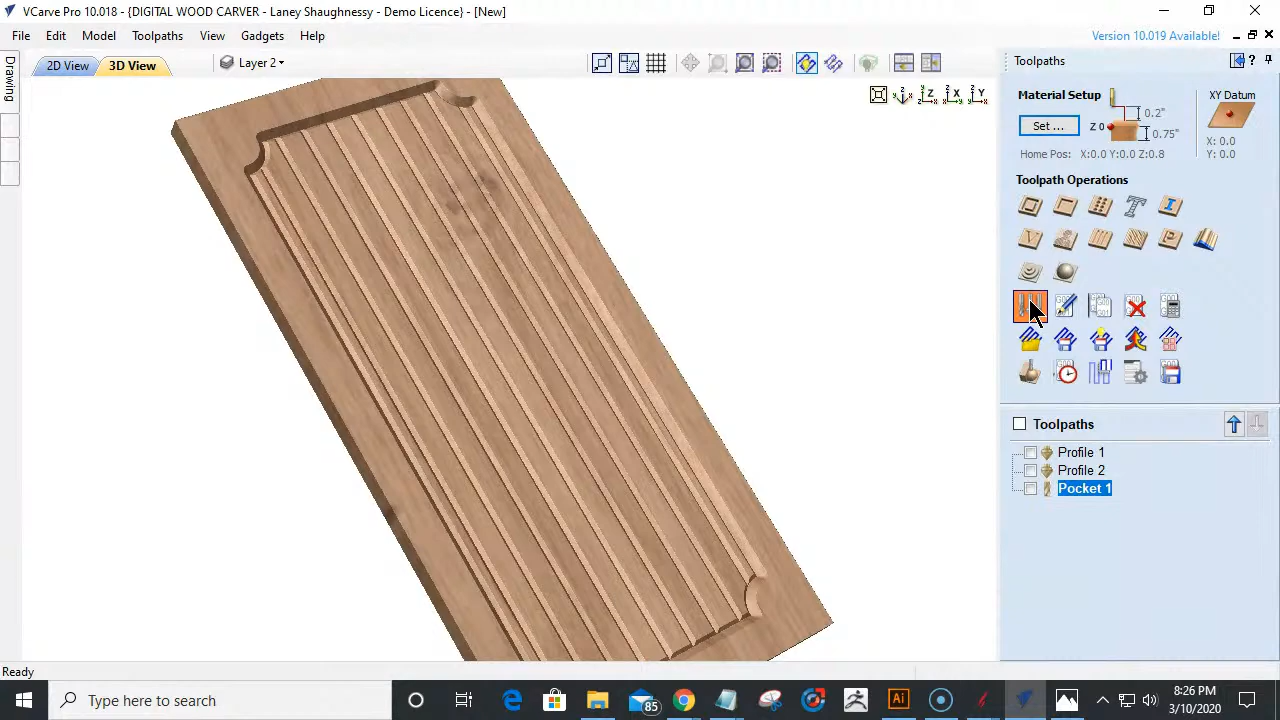 VCarve Pro 10.018 - {DIGITAL WOOD CARVER - Laney Shaughnessy - Demo Licence} - [New]
File Edit Model Toolpaths View Gadgets Help
Version 10.019 Available!
2D View 3D View Layer 2
Drawing
Z X Y
Toolpaths
Material Setup
Set ...
Z 0
0.2"
0.75"
Home Pos: X:0.0 Y:0.0 Z:0.8
XY Datum
X: 0.0
Y: 0.0
Toolpath Operations
Toolpaths
Profile 1
Profile 2
Pocket 1
Ready
Type here to search
85
Ai
8:26 PM
3/10/2020